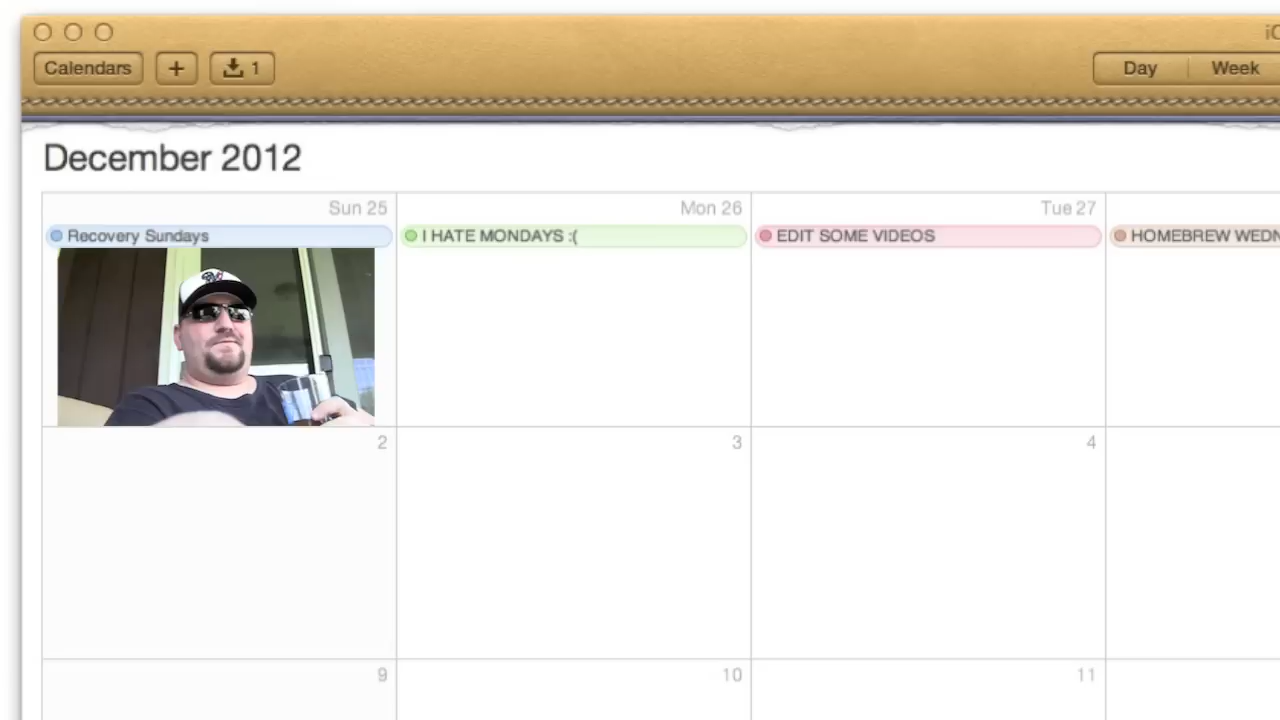 Calendars + 1 Day Week
December 2012
Sun 25 Mon 26 Tue 27
Recovery Sundays I HATE MONDAYS :( EDIT SOME VIDEOS HOMEBREW
2 3 4
9 10 11